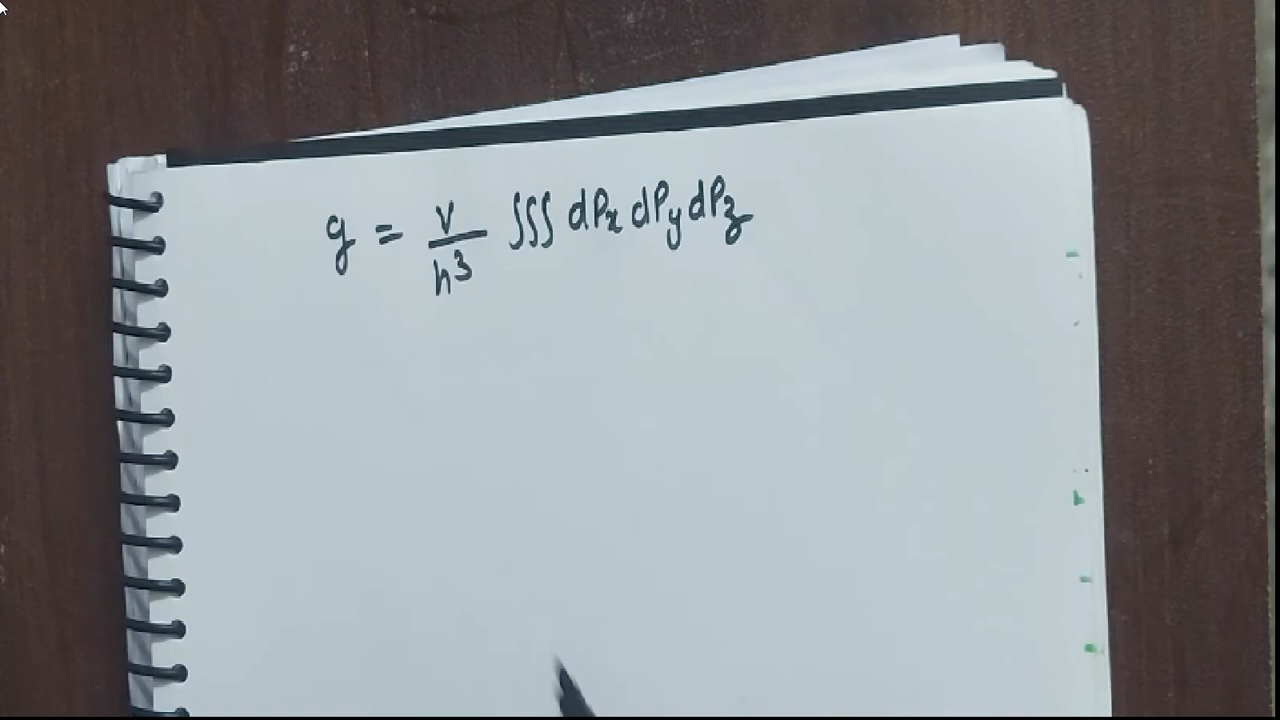 g = V/h³ ∫∫∫ dPx dPy dPz